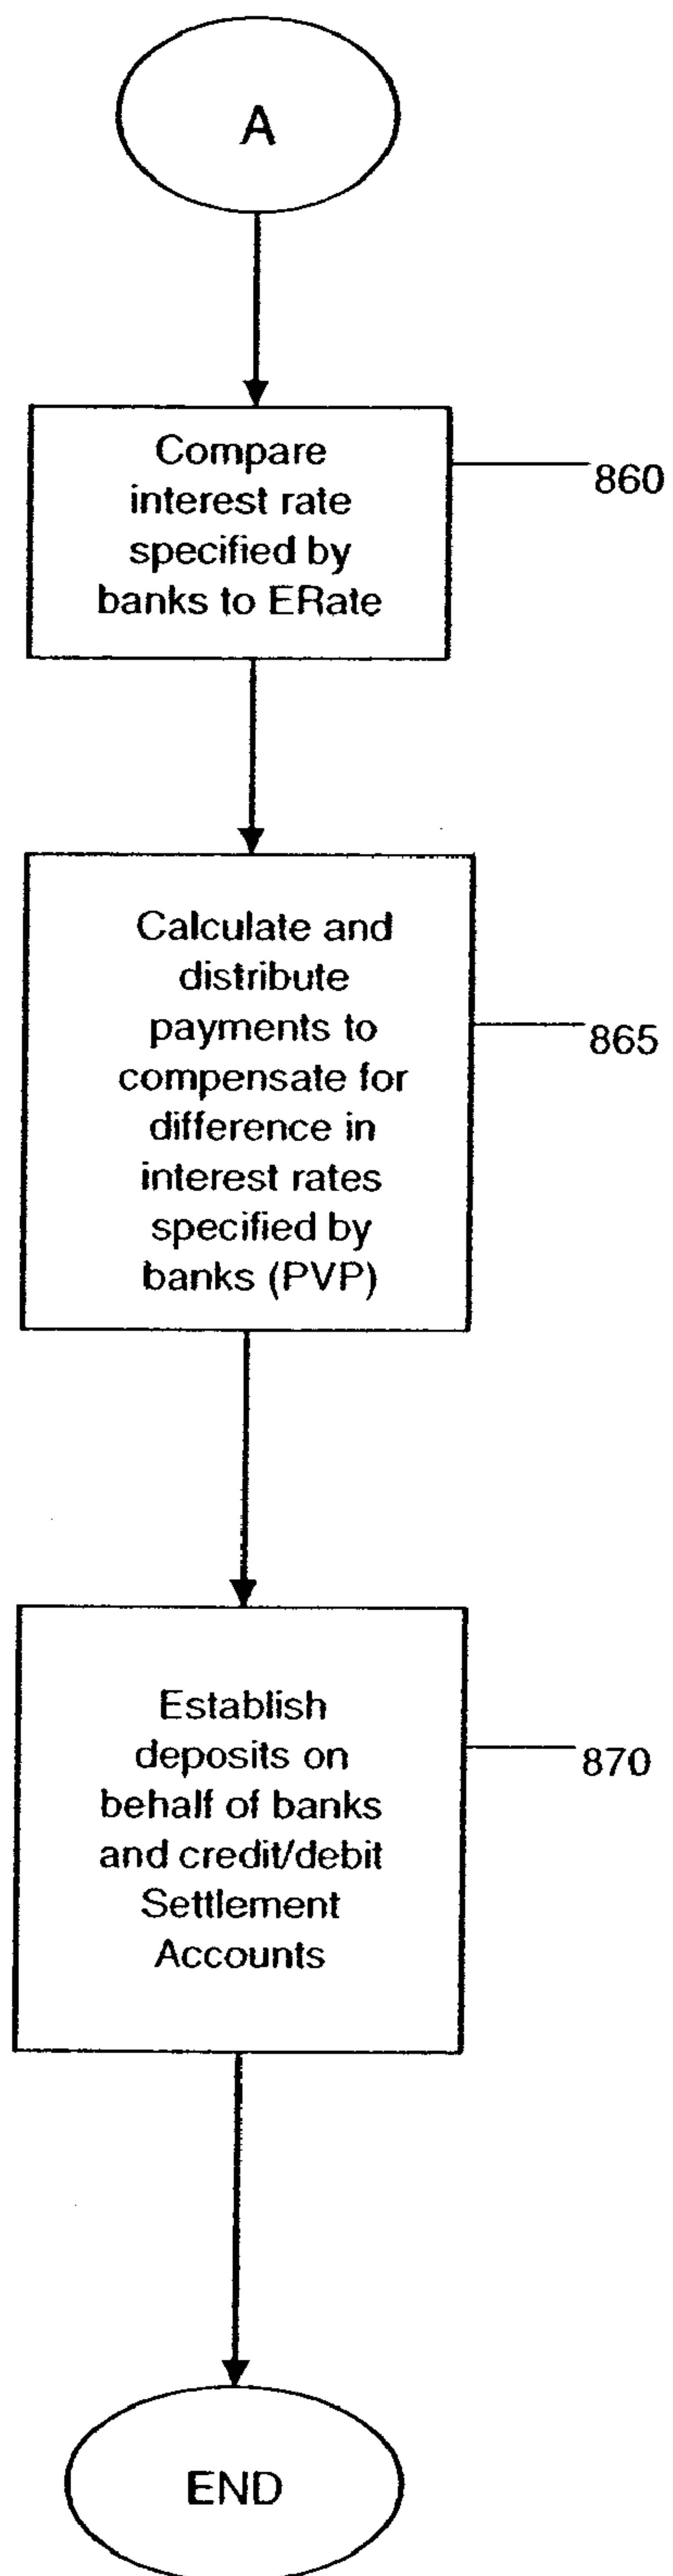 A
Compare
interest rate
specified by
banks to ERate
860
Calculate and
distribute
payments to
compensate for
difference in
interest rates
specified by
banks (PVP)
865
Establish
deposits on
behalf of banks
and credit/debit
Settlement
Accounts
870
END